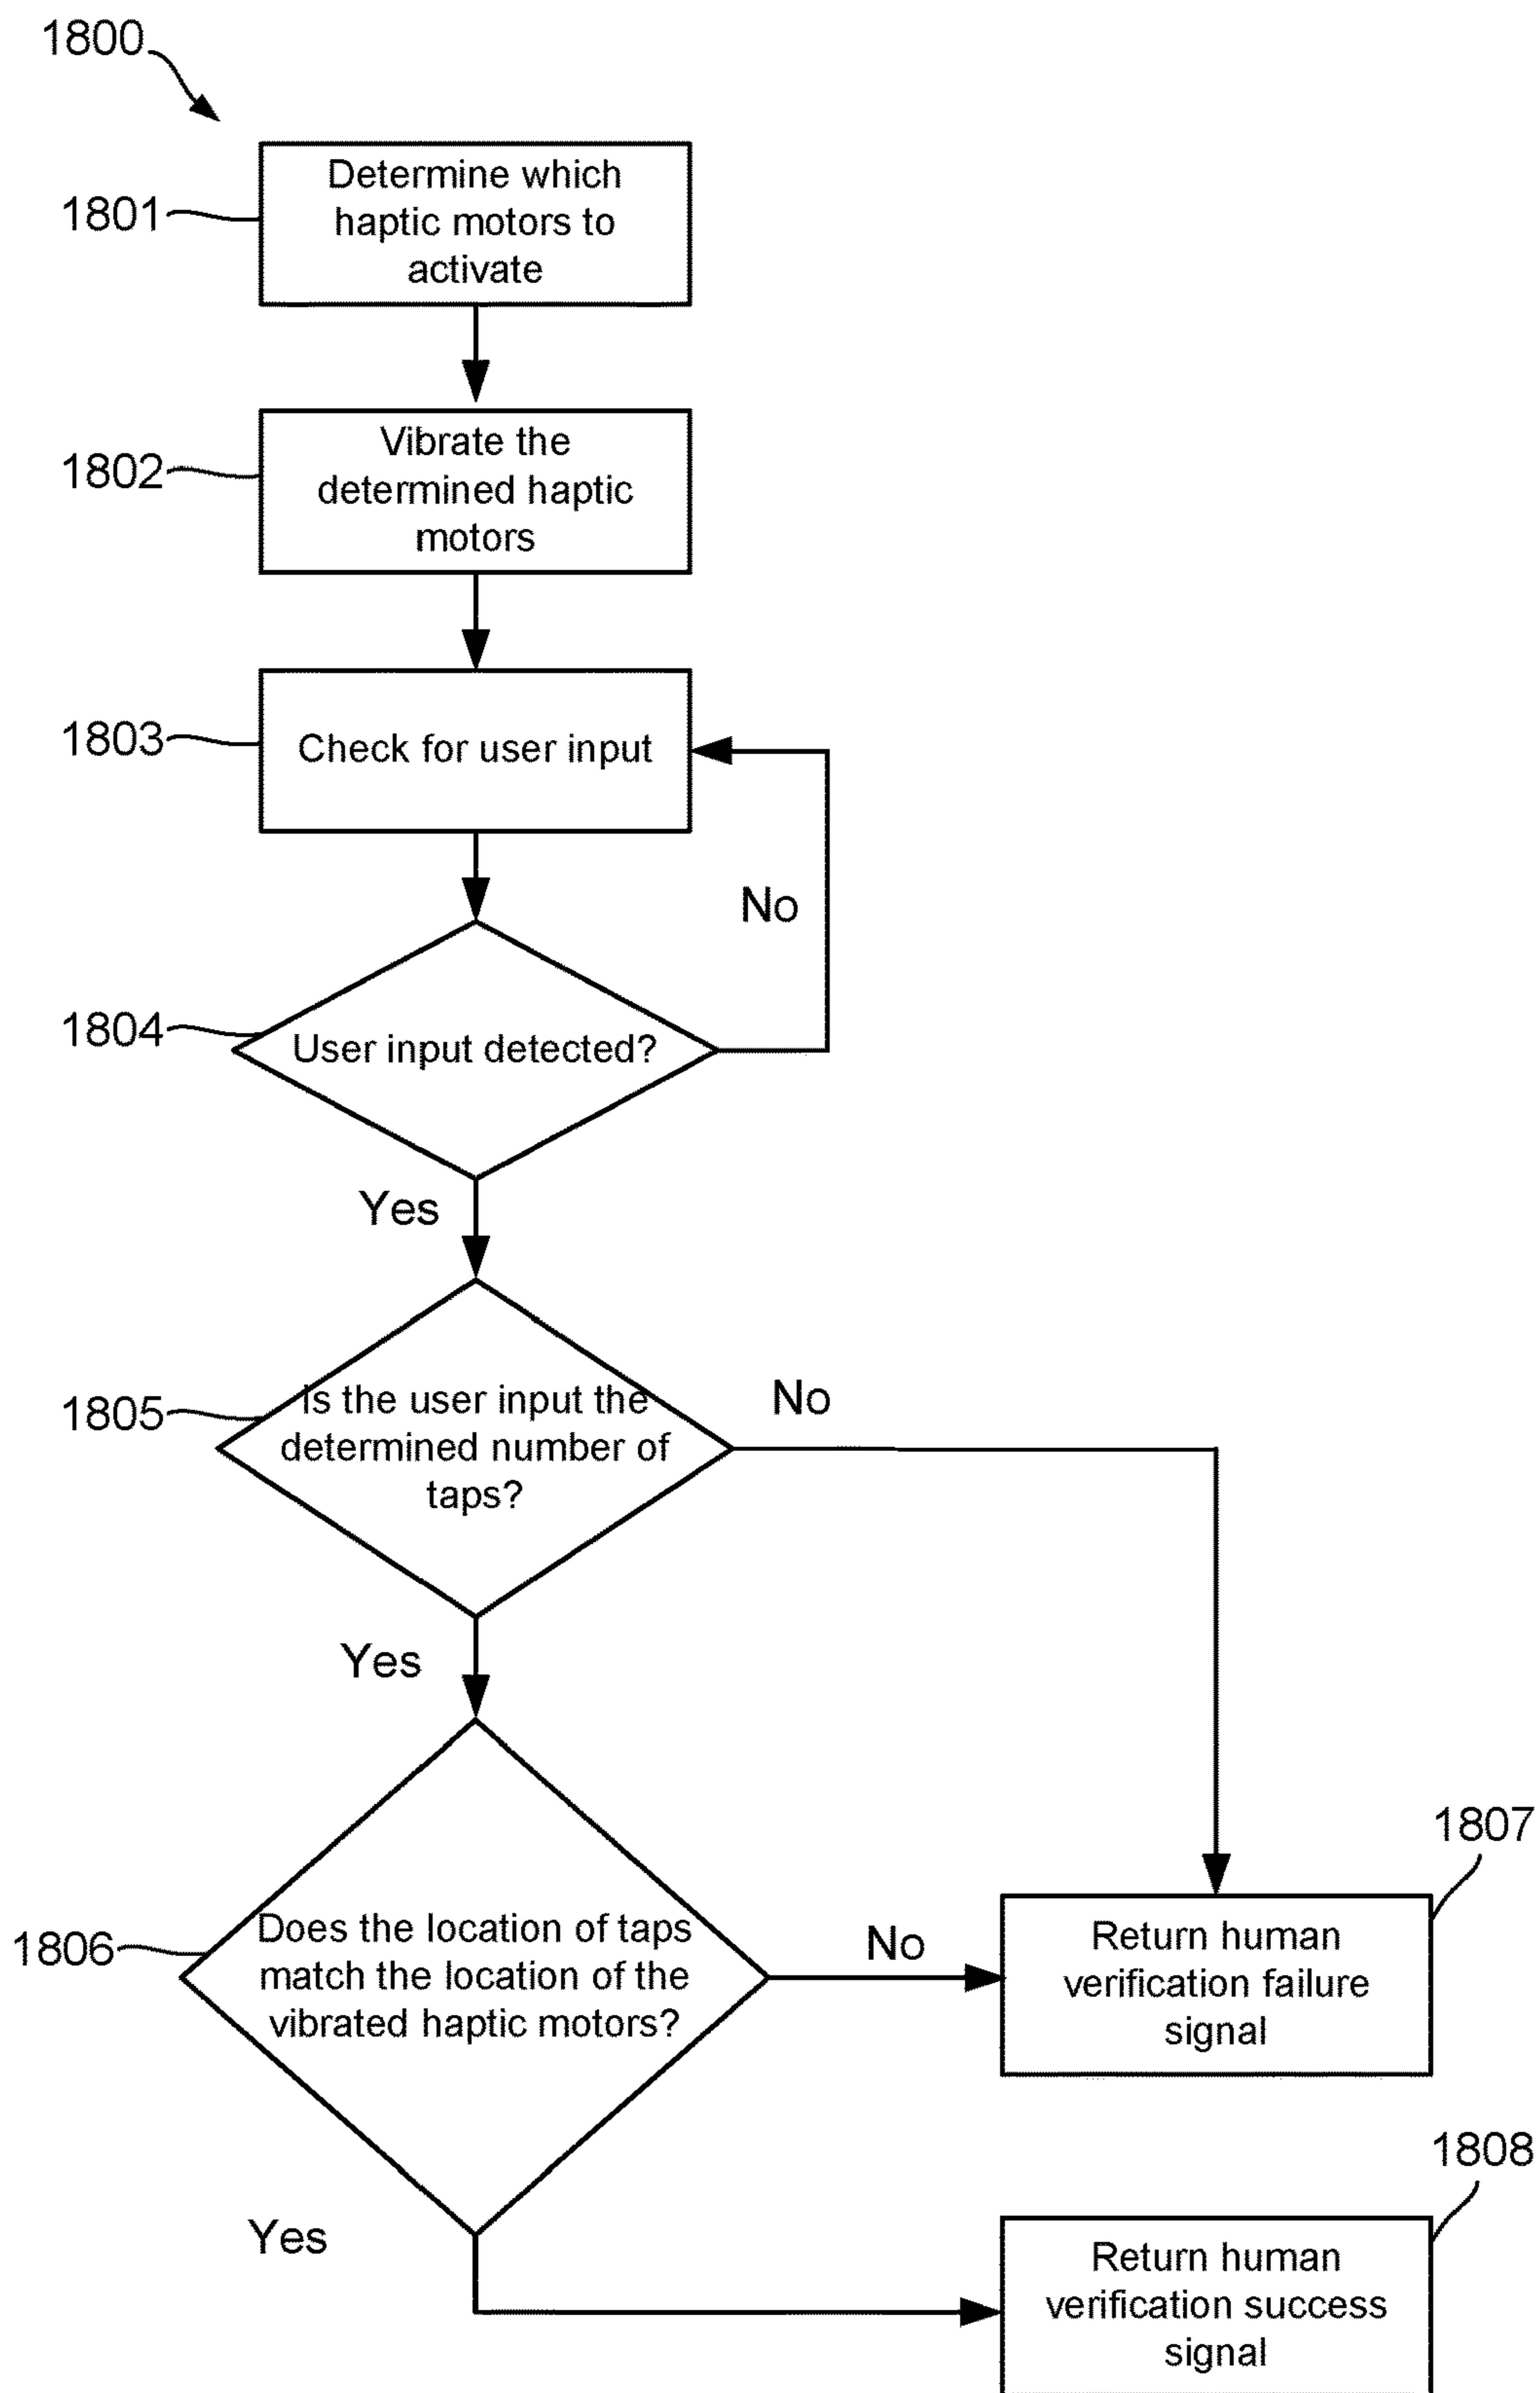 1800
1801
Determine which
haptic motors to
activate
1802
Vibrate the
determined haptic
motors
1803
Check for user input
No
1804
User input detected?
Yes
1805
Is the user input the
determined number of
taps?
No
Yes
1806
Does the location of taps
match the location of the
vibrated haptic motors?
No
1807
Return human
verification failure
signal
Yes
1808
Return human
verification success
signal